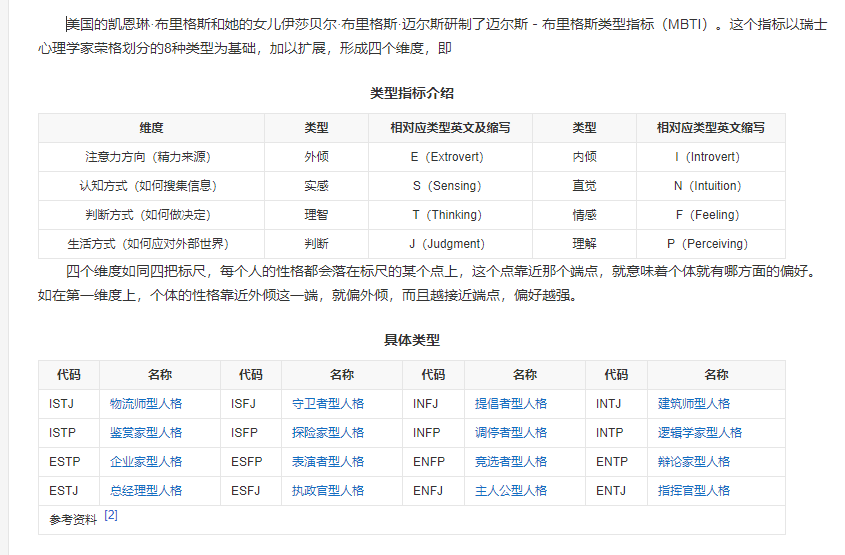 美国的凯恩琳·布里格斯和她的女儿伊莎贝尔·布里格斯·迈尔斯研制了迈尔斯-布里格斯类型指标（MBTI）。这个指标以瑞士
心理学家荣格划分的8种类型为基础，加以扩展，形成四个维度，即
类型指标介绍
维度 类型 相对应类型英文及缩写 类型 相对应类型英文缩写
注意力方向（精力来源） 外倾 E（Extrovert） 内倾 I（Introvert）
认知方式（如何搜集信息） 实感 S（Sensing） 直觉 N（Intuition）
判断方式（如何做决定） 理智 T（Thinking） 情感 F（Feeling）
生活方式（如何应对外部世界） 判断 J（Judgment） 理解 P（Perceiving）
四个维度如同四把标尺，每个人的性格都会落在标尺的某个点上，这个点靠近那个端点，就意味着个体就有哪方面的偏好。
如在第一维度上，个体的性格靠近外倾这一端，就偏外倾，而且越接近端点，偏好越强。
具体类型
代码 名称 代码 名称 代码 名称 代码 名称
ISTJ 物流师型人格 ISFJ 守卫者型人格 INFJ 提倡者型人格 INTJ 建筑师型人格
ISTP 鉴赏家型人格 ISFP 探险家型人格 INFP 调停者型人格 INTP 逻辑学家型人格
ESTP 企业家型人格 ESFP 表演者型人格 ENFP 竞选者型人格 ENTP 辩论家型人格
ESTJ 总经理型人格 ESFJ 执政官型人格 ENFJ 主人公型人格 ENTJ 指挥官型人格
参考资料 [2]